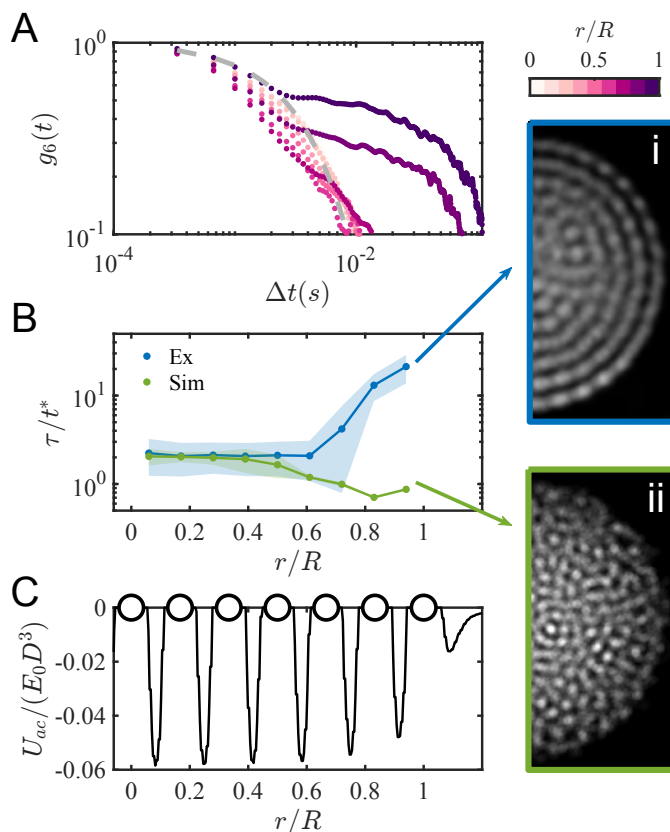 A
10^0
g_6(t)
10^-1
10^-4
10^-2
Δt(s)
r/R
0
0.5
1
i
B
Ex
Sim
τ/t*
10^1
10^0
0
0.2
0.4
0.6
0.8
1
r/R
ii
C
U_ac/(E_0D^3)
0
-0.02
-0.04
-0.06
0
0.2
0.4
0.6
0.8
1
r/R